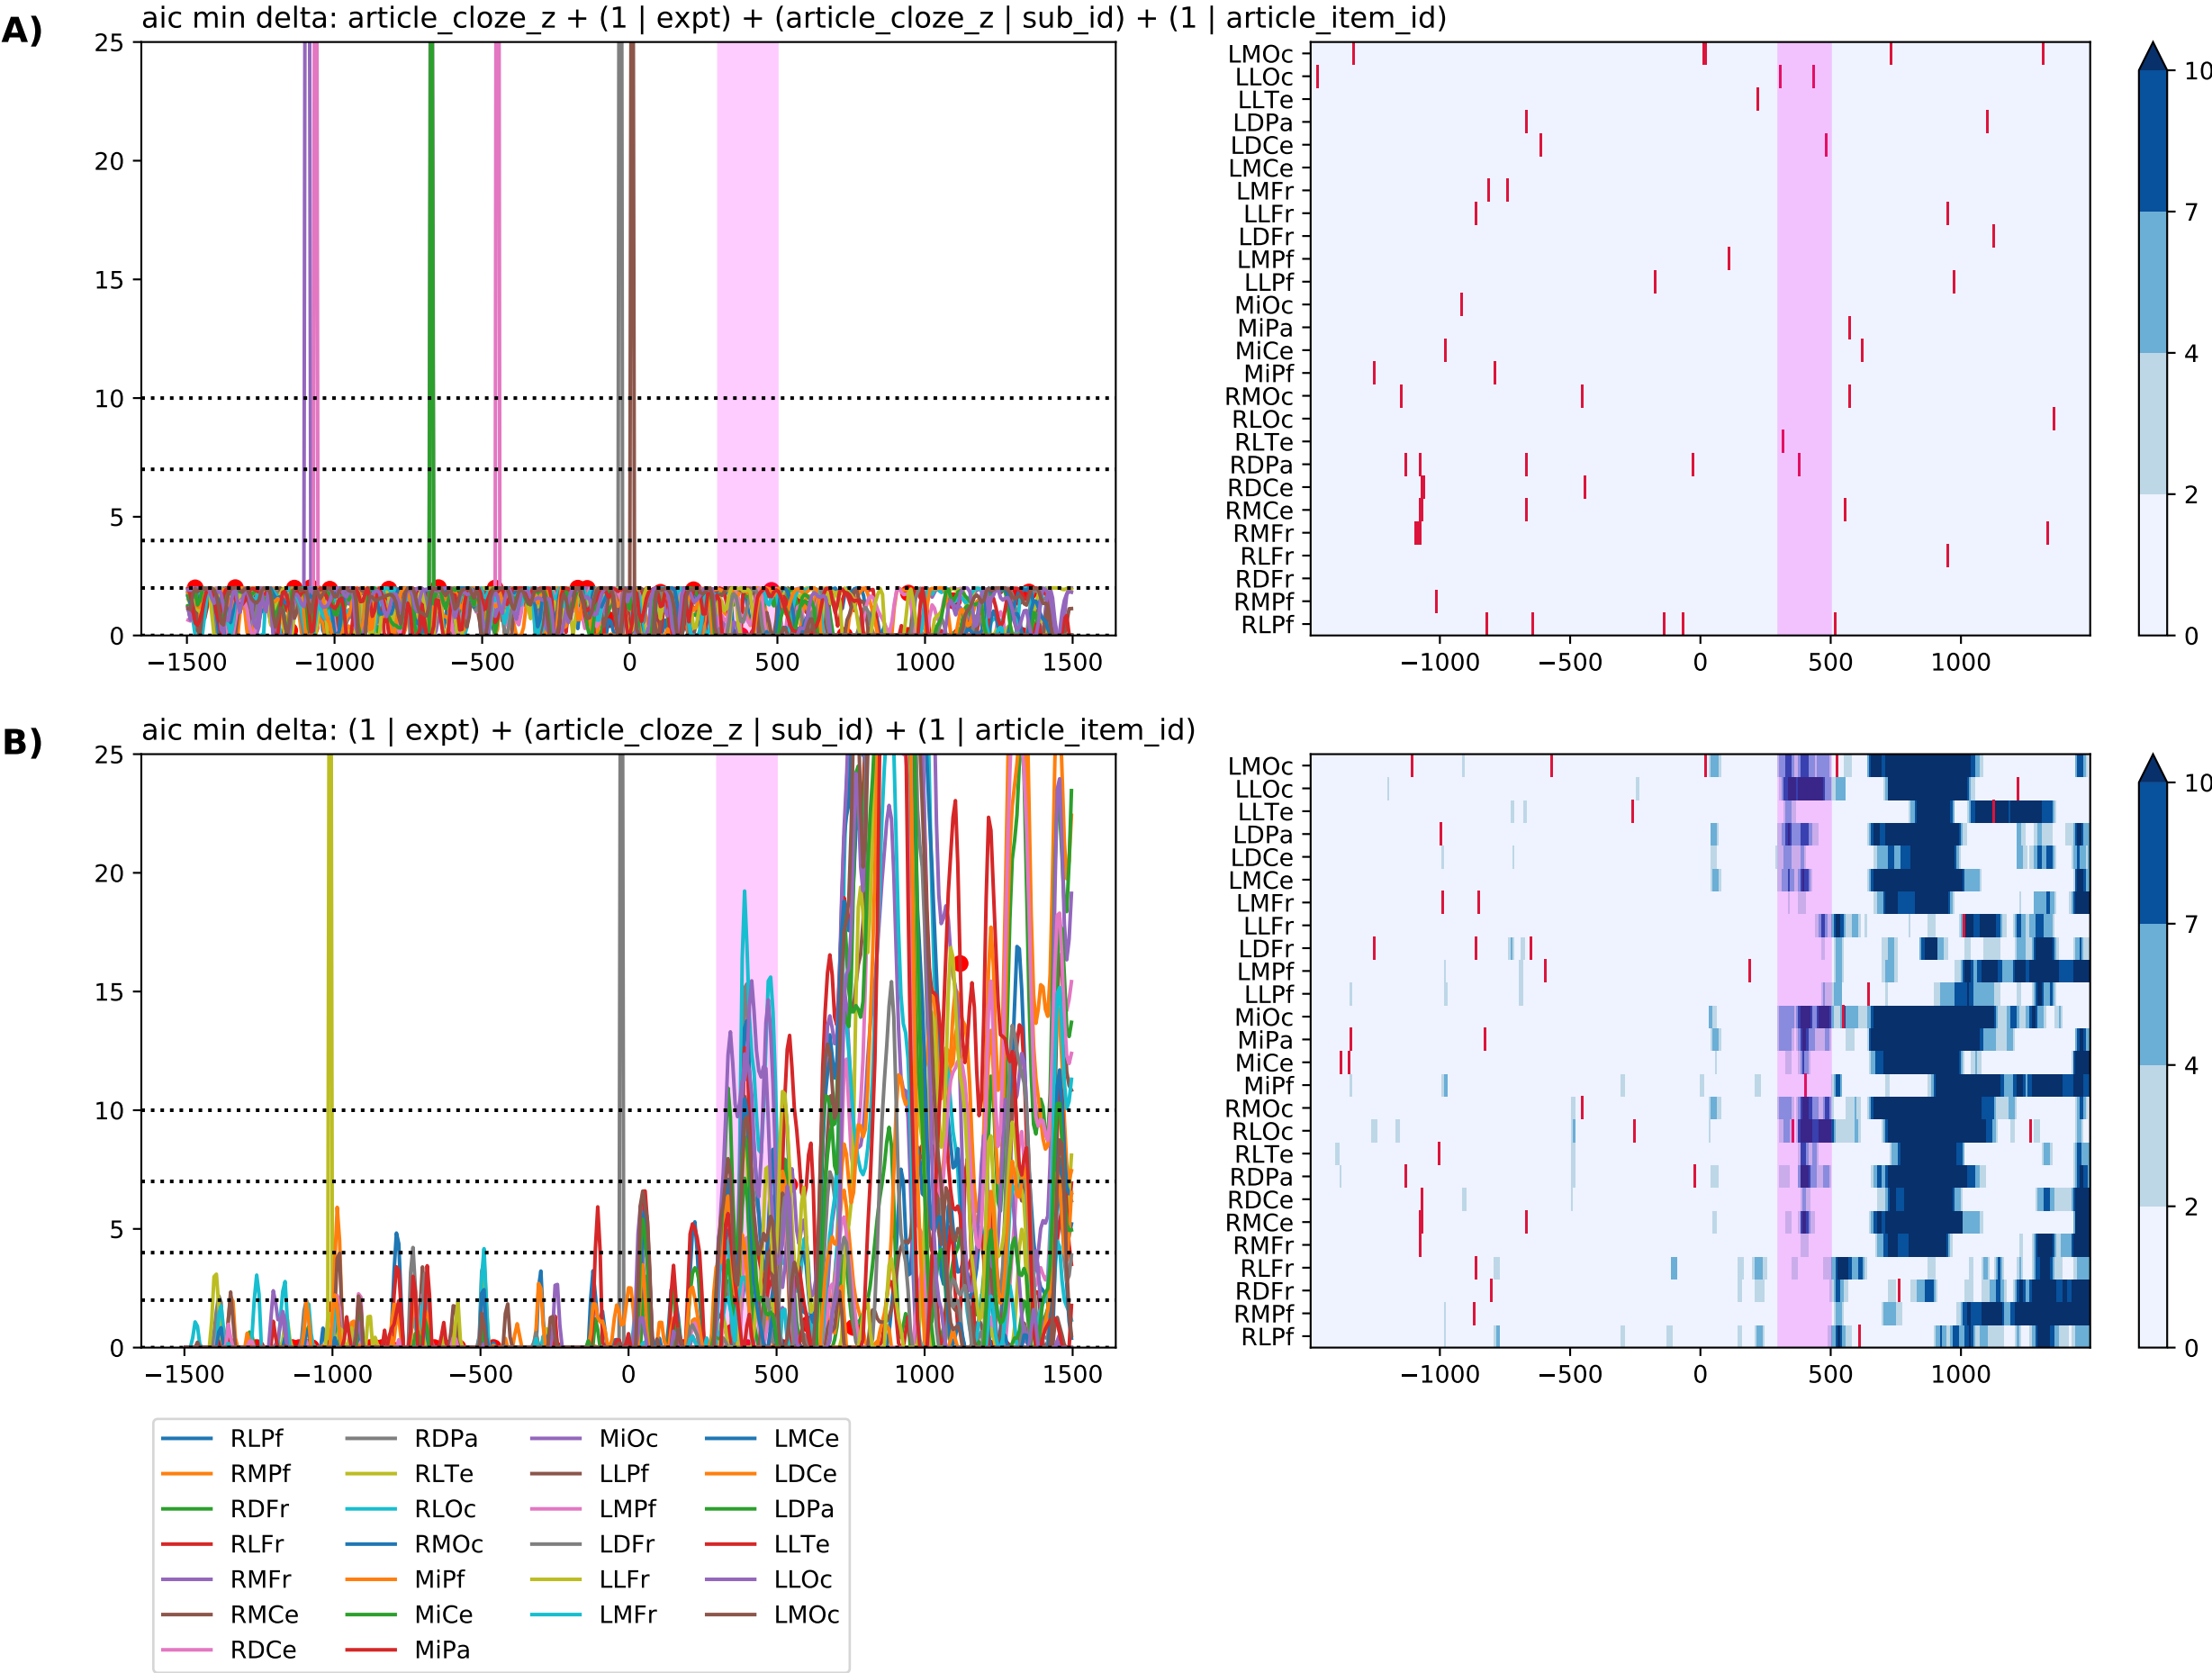 A)
aic min delta: article_cloze_z + (1 | expt) + (article_cloze_z | sub_id) + (1 | article_item_id)
25
20
15
10
5
0
−1500 −1000 −500 0 500 1000 1500
LMOc
LLOc
LLTe
LDPa
LDCe
LMCe
LMFr
LLFr
LDFr
LMPf
LLPf
MiOc
MiPa
MiCe
MiPf
RMOc
RLOc
RLTe
RDPa
RDCe
RMCe
RMFr
RLFr
RDFr
RMPf
RLPf
−1000 −500 0 500 1000
10
7
4
2
0
B)
aic min delta: (1 | expt) + (article_cloze_z | sub_id) + (1 | article_item_id)
25
20
15
10
5
0
−1500 −1000 −500 0 500 1000 1500
LMOc
LLOc
LLTe
LDPa
LDCe
LMCe
LMFr
LLFr
LDFr
LMPf
LLPf
MiOc
MiPa
MiCe
MiPf
RMOc
RLOc
RLTe
RDPa
RDCe
RMCe
RMFr
RLFr
RDFr
RMPf
RLPf
−1000 −500 0 500 1000
10
7
4
2
0
RLPf RDPa MiOc LMCe
RMPf RLTe LLPf LDCe
RDFr RLOc LMPf LDPa
RLFr RMOc LDFr LLTe
RMFr MiPf LLFr LLOc
RMCe MiCe LMFr LMOc
RDCe MiPa